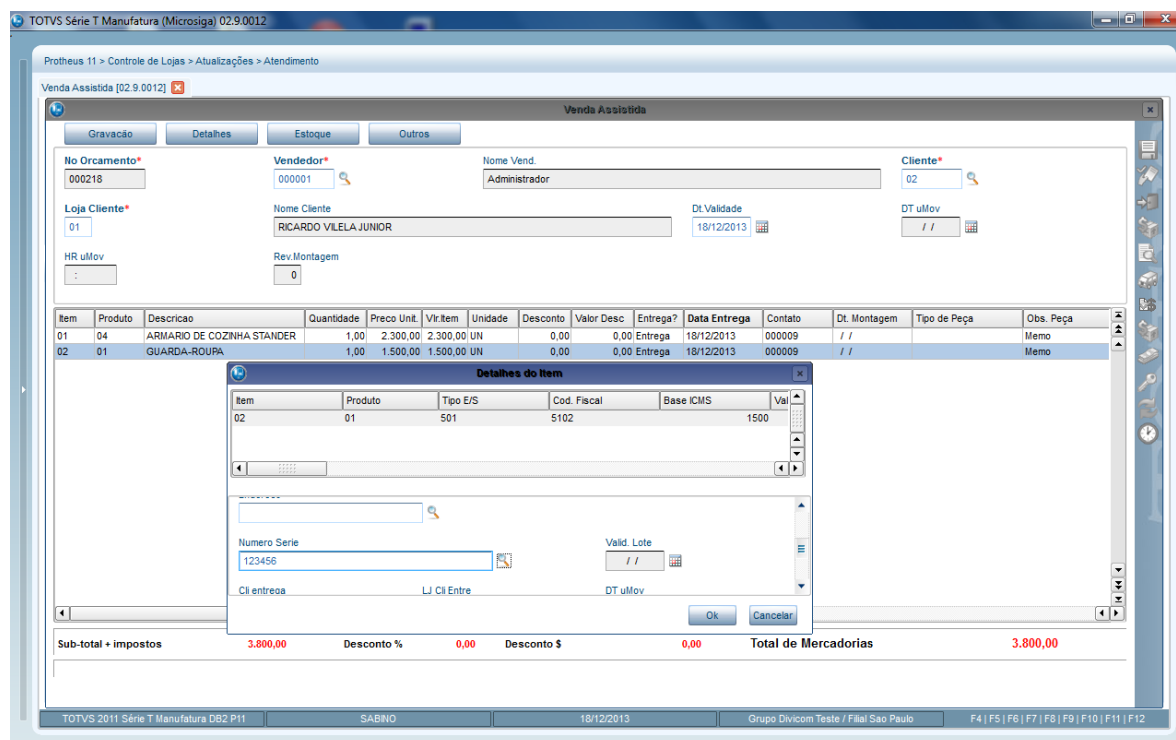 TOTVS Série T Manufatura (Microsiga) 02.9.0012
Protheus 11 > Controle de Lojas > Atualizações > Atendimento
Venda Assistida [02.9.0012]
Venda Assistida
Gravacão Detalhes Estoque Outros
No Orcamento* Vendedor* Nome Vend. Cliente*
000218 000001 Administrador 02
Loja Cliente* Nome Cliente Dt.Validade DT uMov
01 RICARDO VILELA JUNIOR 18/12/2013 / /
HR uMov Rev.Montagem
: 0
Item Produto Descricao Quantidade Preco Unit. Vlr.Item Unidade Desconto Valor Desc Entrega? Data Entrega Contato Dt. Montagem Tipo de Peça Obs. Peça
01 04 ARMARIO DE COZINHA STANDER 1,00 2.300,00 2.300,00 UN 0,00 0,00 Entrega 18/12/2013 000009 / / Memo
02 01 GUARDA-ROUPA 1,00 1.500,00 1.500,00 UN 0,00 0,00 Entrega 18/12/2013 000009 / / Memo
Detalhes do Item
Item Produto Tipo E/S Cod. Fiscal Base ICMS Val
02 01 501 5102 1500
Numero Serie Valid. Lote
123456 / /
Cli entrega LJ Cli Entre DT uMov
Ok Cancelar
Sub-total + impostos 3.800,00 Desconto % 0,00 Desconto $ 0,00 Total de Mercadorias 3.800,00
TOTVS 2011 Série T Manufatura DB2 P11 SABINO 18/12/2013 Grupo Divicom Teste / Filial Sao Paulo F4 | F5 | F6 | F7 | F8 | F9 | F10 | F11 | F12